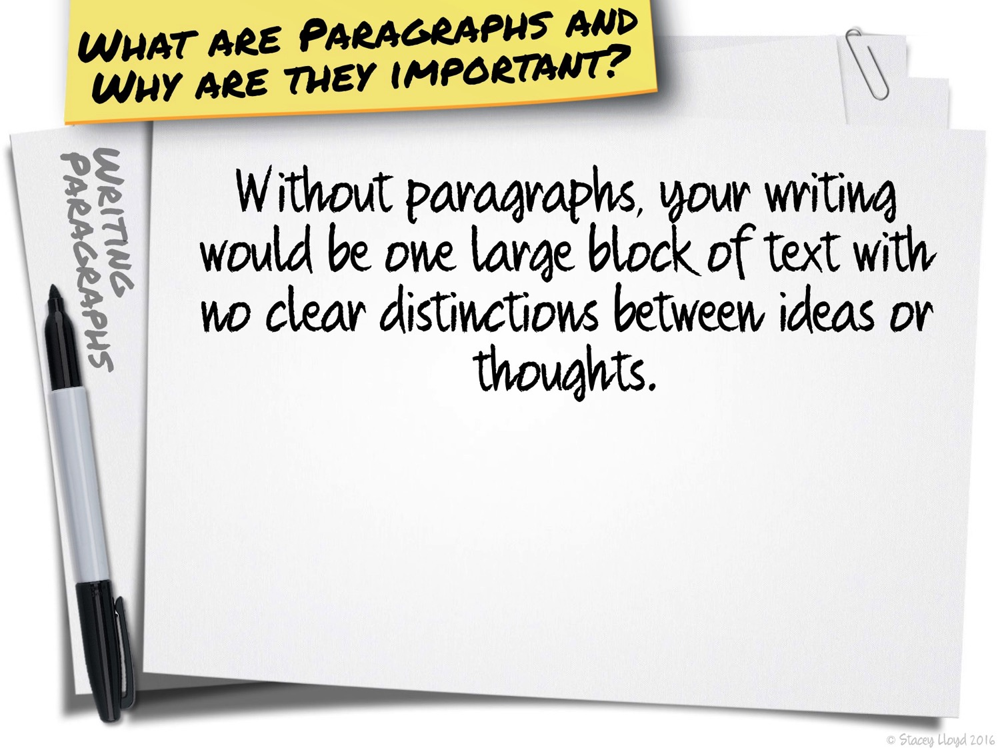 What are Paragraphs and
Why are they important?
Writing
Paragraphs
Without paragraphs, your writing
would be one large block of text with
no clear distinctions between ideas or
thoughts.
© Stacey Lloyd 2016